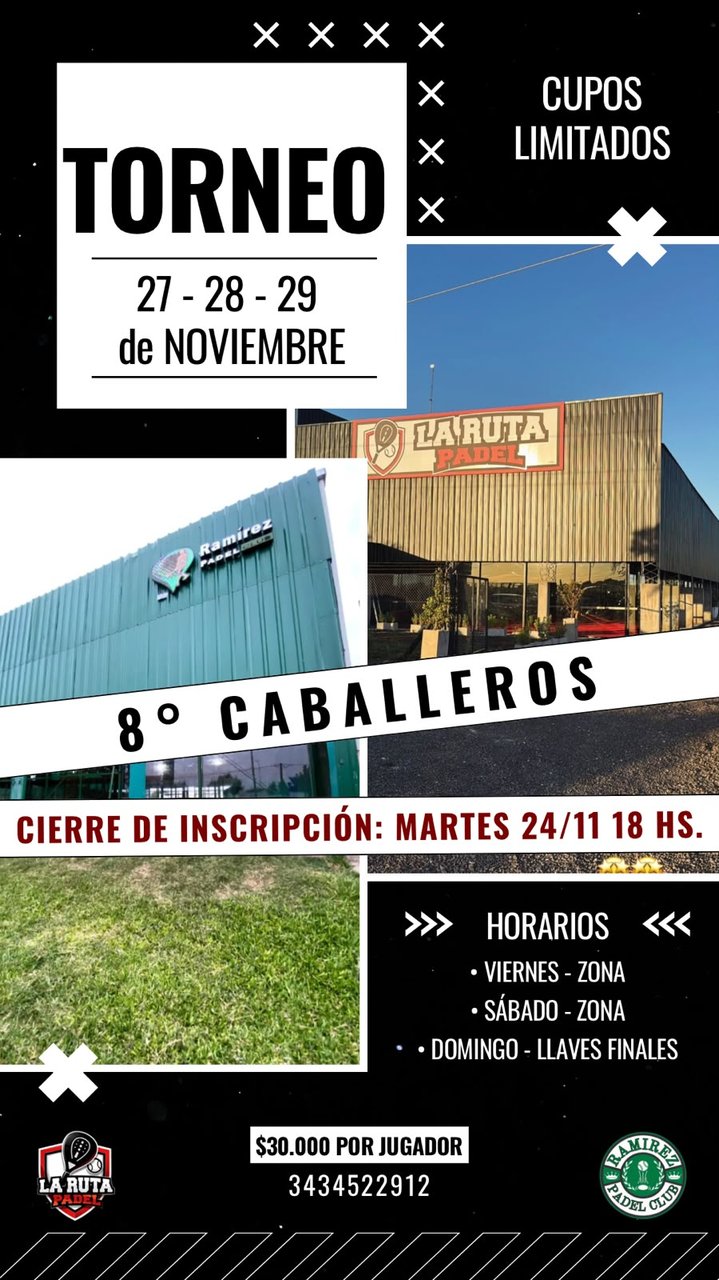 TORNEO
27 - 28 - 29
de NOVIEMBRE
CUPOS
LIMITADOS
LA RUTA
PADEL
Ramírez
PADEL CLUB
8° CABALLEROS
CIERRE DE INSCRIPCIÓN: MARTES 24/11 18 HS.
>>> HORARIOS <<<
• VIERNES - ZONA
• SÁBADO - ZONA
• DOMINGO - LLAVES FINALES
$30.000 POR JUGADOR
3434522912
LA RUTA
PADEL
RAMIREZ
PADEL CLUB